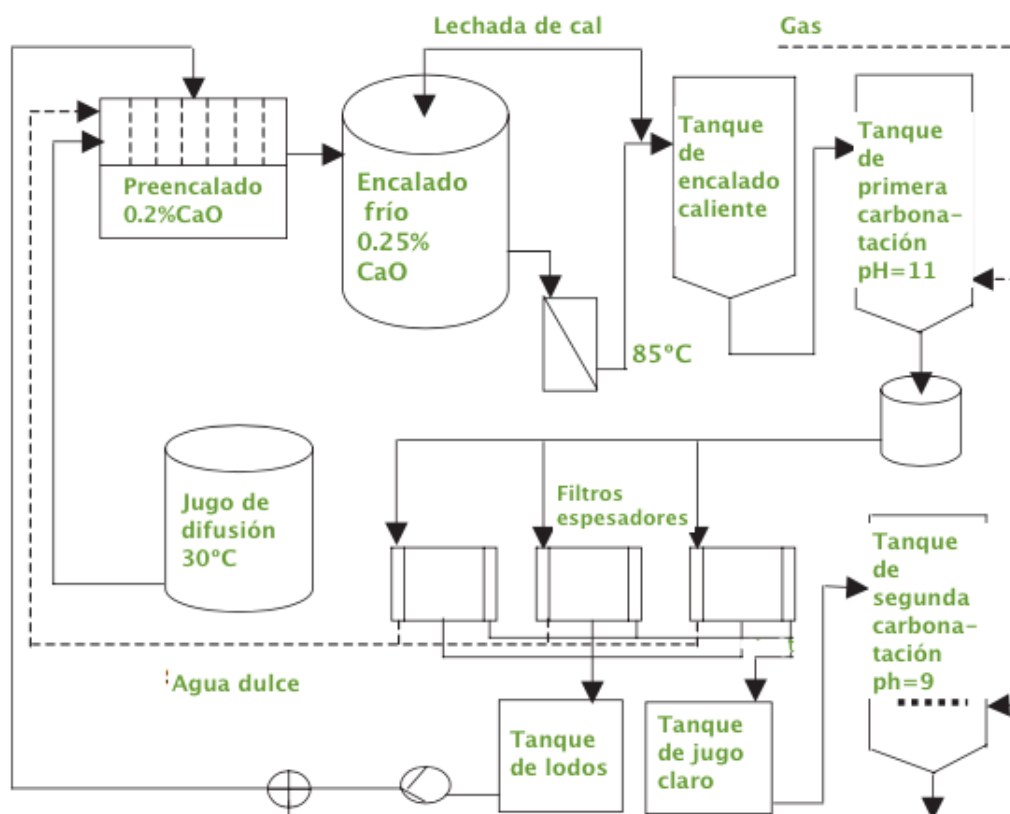 Lechada de cal
Gas
Preencalado
0.2%CaO
Encalado
frío
0.25%
CaO
Tanque
de
encalado
caliente
Tanque
de
primera
carbona-
tación
pH=11
85ºC
Jugo de
difusión
30ºC
Filtros
espesadores
Tanque
de
segunda
carbona-
tación
ph=9
Agua dulce
Tanque
de lodos
Tanque
de jugo
claro